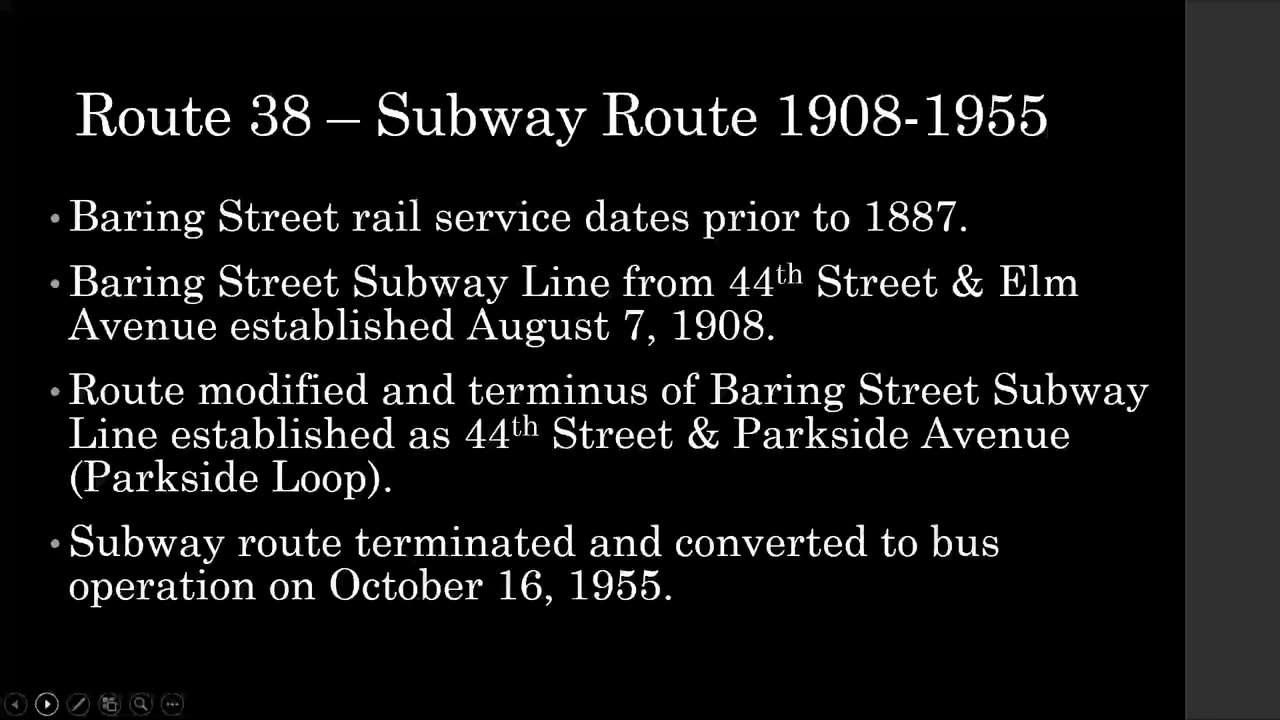 Route 38 – Subway Route 1908-1955
• Baring Street rail service dates prior to 1887.
• Baring Street Subway Line from 44th Street & Elm
Avenue established August 7, 1908.
• Route modified and terminus of Baring Street Subway
Line established as 44th Street & Parkside Avenue
(Parkside Loop).
• Subway route terminated and converted to bus
operation on October 16, 1955.